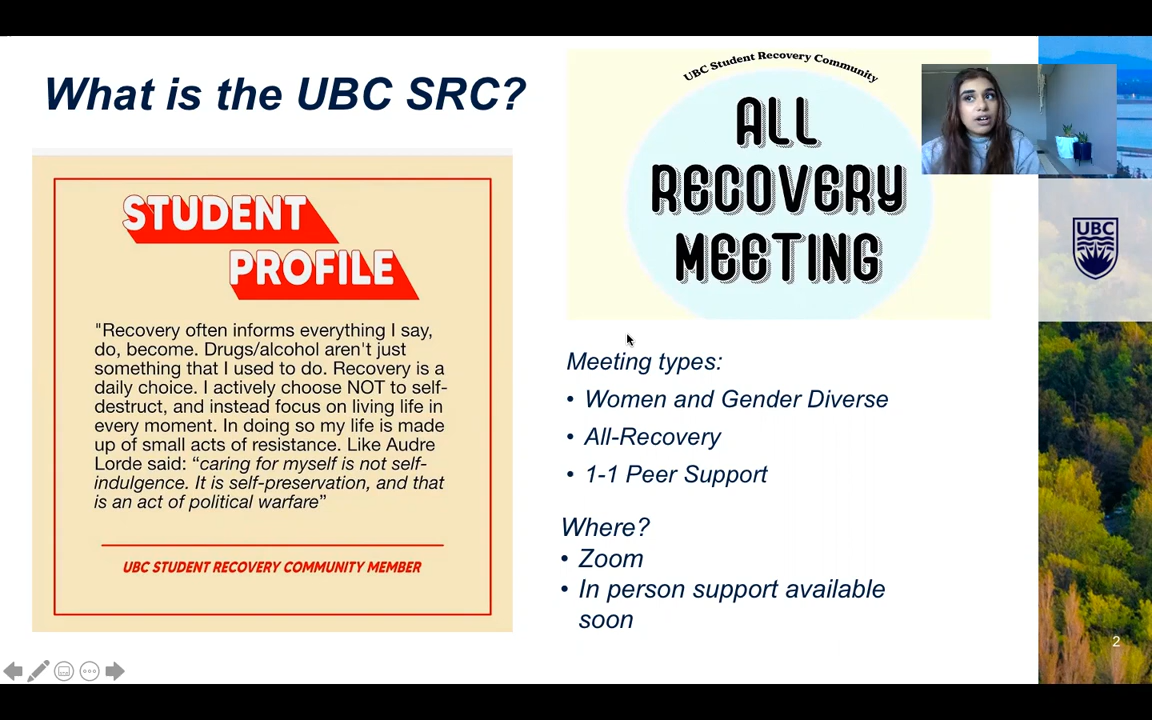 What is the UBC SRC?
STUDENT
PROFILE
"Recovery often informs everything I say,
do, become. Drugs/alcohol aren't just
something that I used to do. Recovery is a
daily choice. I actively choose NOT to self-
destruct, and instead focus on living life in
every moment. In doing so my life is made
up of small acts of resistance. Like Audre
Lorde said: “caring for myself is not self-
indulgence. It is self-preservation, and that
is an act of political warfare”
UBC STUDENT RECOVERY COMMUNITY MEMBER
UBC Student Recovery Community
ALL
RECOVERY
MEETING
Meeting types:
• Women and Gender Diverse
• All-Recovery
• 1-1 Peer Support
Where?
• Zoom
• In person support available
soon
UBC
2